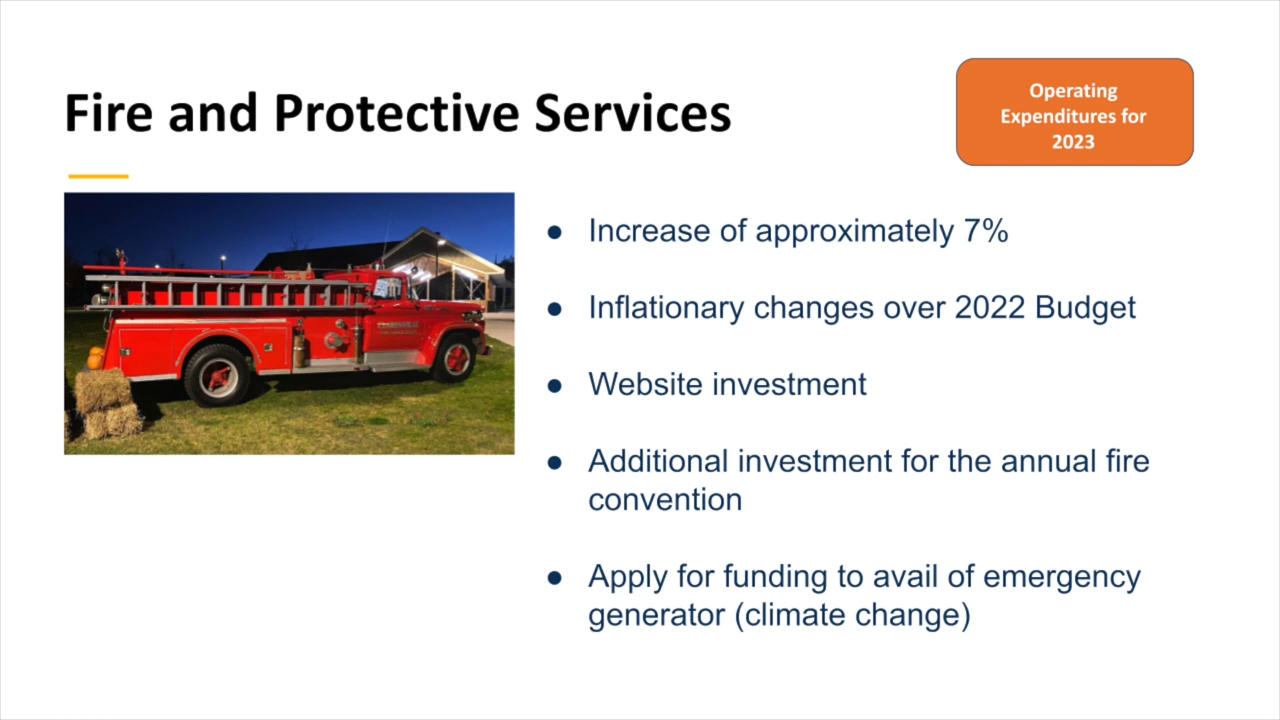 Fire and Protective Services
Operating
Expenditures for
2023
● Increase of approximately 7%
● Inflationary changes over 2022 Budget
● Website investment
● Additional investment for the annual fire
convention
● Apply for funding to avail of emergency
generator (climate change)